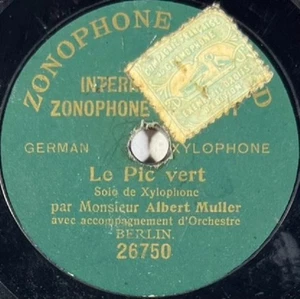 ZONOPHONE
INTER
ZONOPHONE
GERMAN XYLOPHONE
Le Pic vert
Solo de Xylophone
par Monsieur Albert Muller
avec accompagnement d'Orchestre
BERLIN.
26750